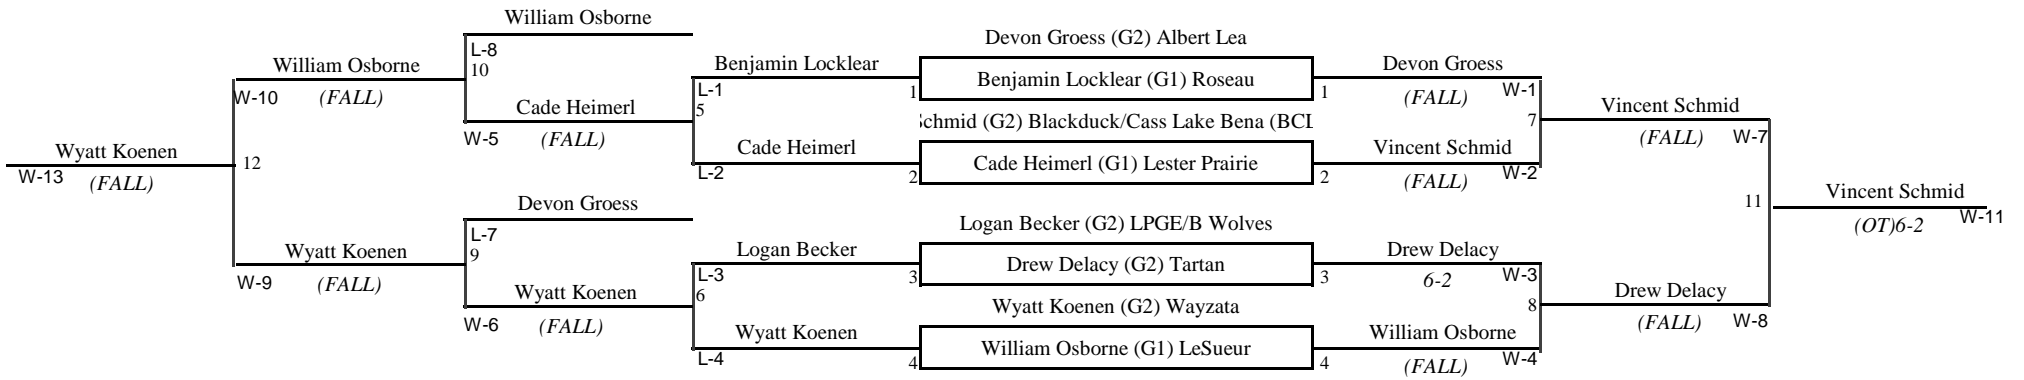 William Osborne
L-8
10
William Osborne
W-10
(FALL)
Cade Heimerl
W-5
(FALL)
Wyatt Koenen
W-13
(FALL)
12
Devon Groess
L-7
9
Wyatt Koenen
W-9
(FALL)
Wyatt Koenen
W-6
(FALL)
Benjamin Locklear
L-1
5
1
Cade Heimerl
L-2
2
Logan Becker
L-3
6
3
Wyatt Koenen
L-4
4
Devon Groess (G2) Albert Lea
Benjamin Locklear (G1) Roseau
Schmid (G2) Blackduck/Cass Lake Bena (BCL
Cade Heimerl (G1) Lester Prairie
Logan Becker (G2) LPGE/B Wolves
Drew Delacy (G2) Tartan
Wyatt Koenen (G2) Wayzata
William Osborne (G1) LeSueur
Devon Groess
1
(FALL)
W-1
7
Vincent Schmid
2
(FALL)
W-2
Drew Delacy
3
6-2
W-3
8
William Osborne
4
(FALL)
W-4
Vincent Schmid
(FALL)
W-7
11
Drew Delacy
(FALL)
W-8
Vincent Schmid
(OT)6-2
W-11